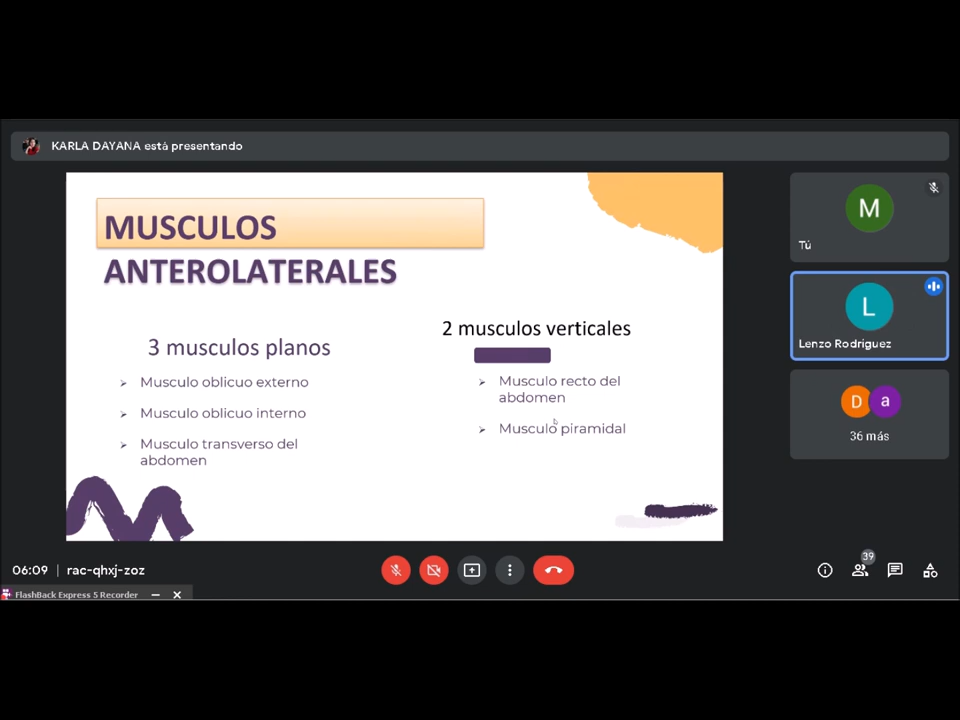 KARLA DAYANA está presentando
MUSCULOS
ANTEROLATERALES
3 musculos planos
Musculo oblicuo externo
Musculo oblicuo interno
Musculo transverso del
abdomen
2 musculos verticales
Musculo recto del
abdomen
Musculo piramidal
M
Tú
L
Lenzo Rodriguez
D a
36 más
06:09 | rac-qhxj-zoz
39
FlashBack Express 5 Recorder